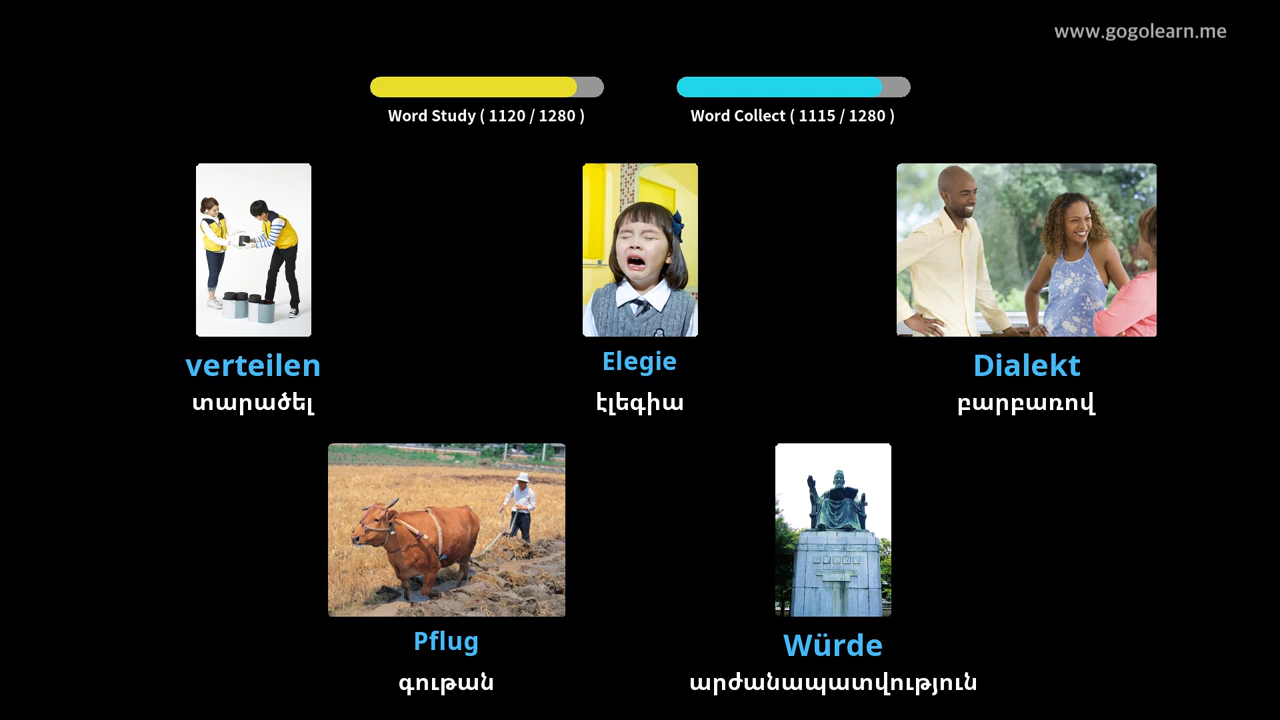 www.gogolearn.me
Word Study ( 1120 / 1280 )
Word Collect ( 1115 / 1280 )
verteilen
տարածել
Elegie
էլեգիա
Dialekt
բարբառով
Pflug
գութան
Würde
արժանապատվություն